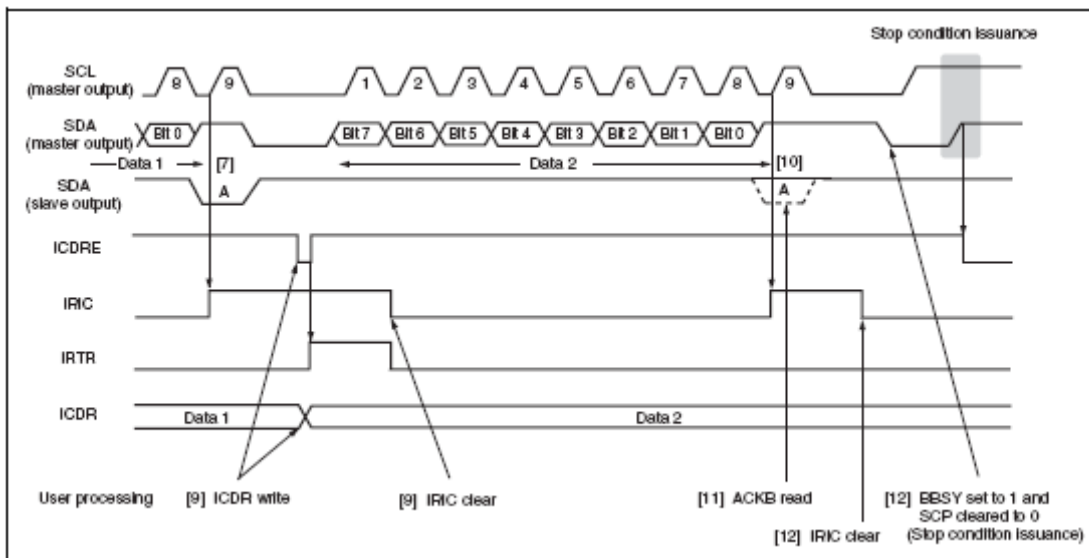 Stop condition issuance
SCL
(master output)
8 9 1 2 3 4 5 6 7 8 9
SDA
(master output)
Bit 0 Bit 7 Bit 6 Bit 5 Bit 4 Bit 3 Bit 2 Bit 1 Bit 0
Data 1 [7] Data 2 [10]
SDA
(slave output)
A A
ICDRE
IRIC
IRTR
ICDR
Data 1 Data 2
User processing [9] ICDR write [9] IRIC clear [11] ACKB read [12] BBSY set to 1 and
SCP cleared to 0
(Stop condition issuance)
[12] IRIC clear